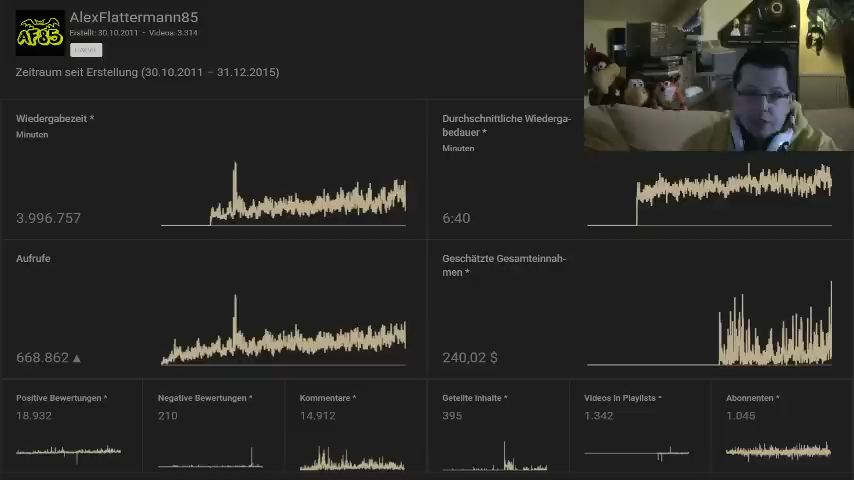 AlexFlattermann85
Erstellt: 30.10.2011 • Videos: 3.314
AF85
Zeitraum seit Erstellung (30.10.2011 – 31.12.2015)
Wiedergabezeit *
Minuten
3.996.757
Durchschnittliche Wiederga-
bedauer *
Minuten
6:40
Aufrufe
668.862 ▲
Geschätzte Gesamteinnah-
men *
240,02 $
Positive Bewertungen *
18.932
Negative Bewertungen *
210
Kommentare *
14.912
Geteilte Inhalte *
395
Videos in Playlists *
1.342
Abonnenten *
1.045